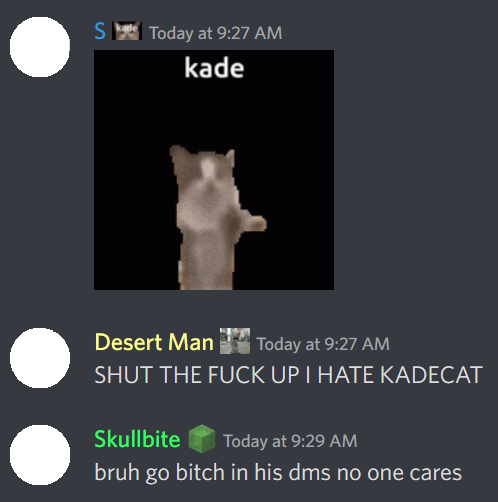 S Today at 9:27 AM
kade
Desert Man Today at 9:27 AM
SHUT THE FUCK UP I HATE KADECAT
Skullbite Today at 9:29 AM
bruh go bitch in his dms no one cares